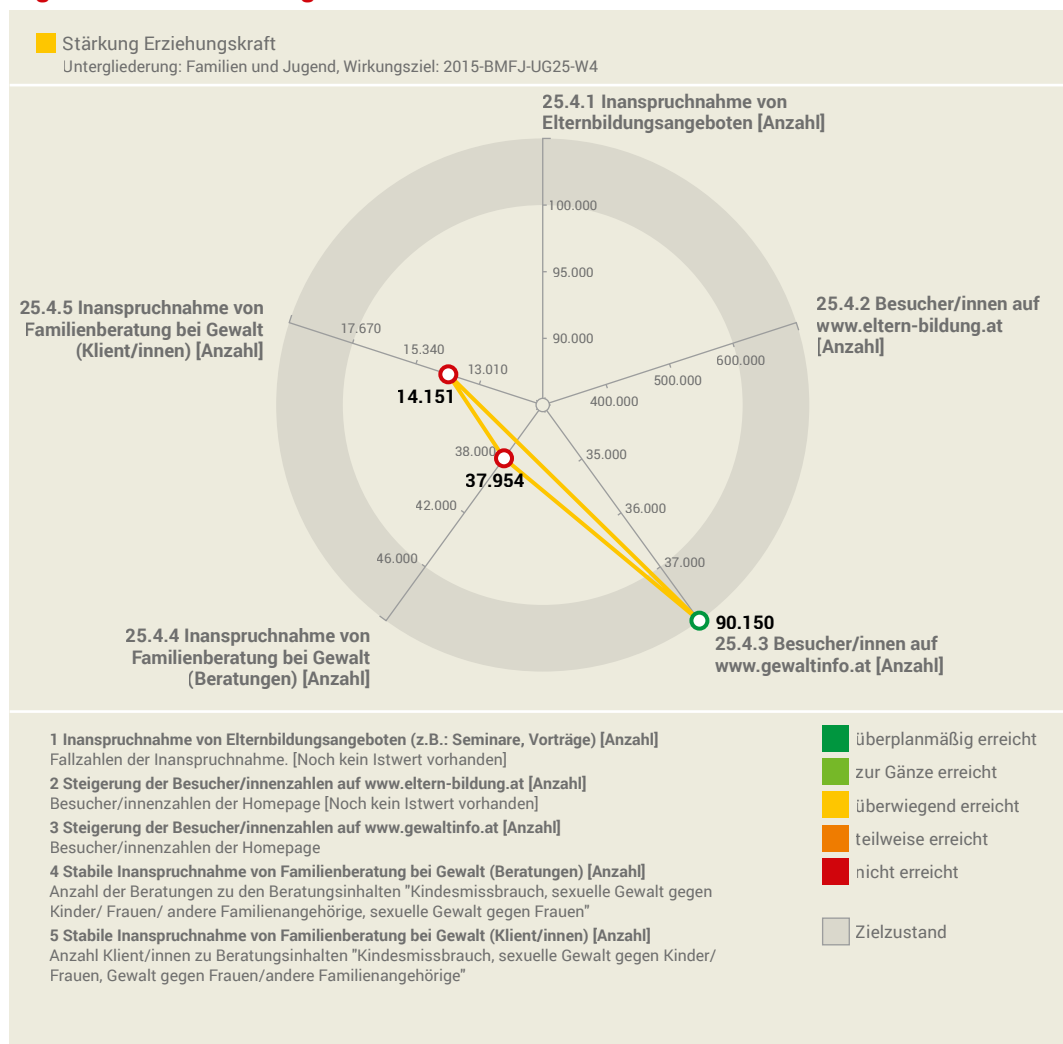 Stärkung Erziehungskraft
Untergliederung: Familien und Jugend, Wirkungsziel: 2015-BMFJ-UG25-W4
25.4.1 Inanspruchnahme von
Elternbildungsangeboten [Anzahl]
100.000
95.000
90.000
25.4.2 Besucher/innen auf
www.eltern-bildung.at
[Anzahl]
600.000
500.000
400.000
25.4.5 Inanspruchnahme von
Familienberatung bei Gewalt
(Klient/innen) [Anzahl]
17.670
15.340
13.010
14.151
38.000
37.954
42.000
46.000
35.000
36.000
37.000
90.150
25.4.3 Besucher/innen auf
www.gewaltinfo.at [Anzahl]
25.4.4 Inanspruchnahme von
Familienberatung bei Gewalt
(Beratungen) [Anzahl]
1 Inanspruchnahme von Elternbildungsangeboten (z.B.: Seminare, Vorträge) [Anzahl]
Fallzahlen der Inanspruchnahme. [Noch kein Istwert vorhanden]
2 Steigerung der Besucher/innenzahlen auf www.eltern-bildung.at [Anzahl]
Besucher/innenzahlen der Homepage [Noch kein Istwert vorhanden]
3 Steigerung der Besucher/innenzahlen auf www.gewaltinfo.at [Anzahl]
Besucher/innenzahlen der Homepage
4 Stabile Inanspruchnahme von Familienberatung bei Gewalt (Beratungen) [Anzahl]
Anzahl der Beratungen zu den Beratungsinhalten "Kindesmissbrauch, sexuelle Gewalt gegen
Kinder/ Frauen/ andere Familienangehörige, sexuelle Gewalt gegen Frauen"
5 Stabile Inanspruchnahme von Familienberatung bei Gewalt (Klient/innen) [Anzahl]
Anzahl Klient/innen zu Beratungsinhalten "Kindesmissbrauch, sexuelle Gewalt gegen Kinder/
Frauen, Gewalt gegen Frauen/andere Familienangehörige"
überplanmäßig erreicht
zur Gänze erreicht
überwiegend erreicht
teilweise erreicht
nicht erreicht
Zielzustand